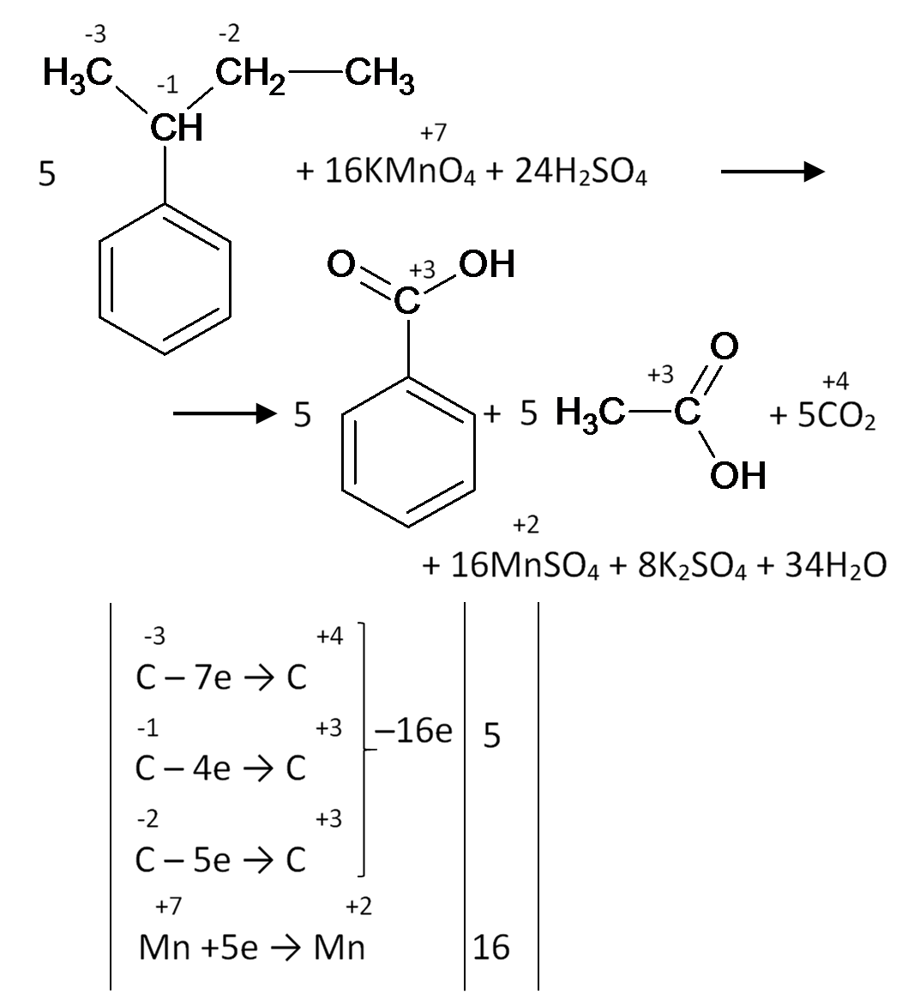 -3 -2
H₃C CH₂—CH₃
-1
CH
+7
5 + 16KMnO₄ + 24H₂SO₄ ⟶
O +3 OH
C
O
+3 +4
⟶ 5 + 5 H₃C—C + 5CO₂
OH
+2
+ 16MnSO₄ + 8K₂SO₄ + 34H₂O
-3 +4
C – 7e → C
-1 +3
C – 4e → C –16e 5
-2 +3
C – 5e → C
+7 +2
Mn +5e → Mn 16